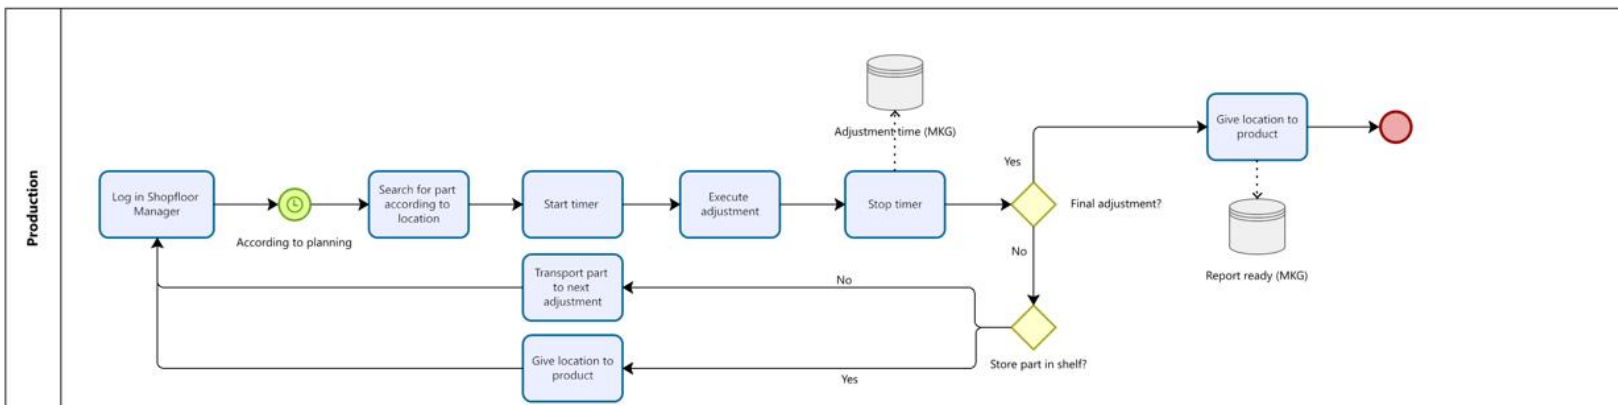 Production
Log in Shopfloor
Manager
According to planning
Search for part
according to
location
Start timer
Execute
adjustment
Stop timer
Adjustment time (MKG)
Yes
Final adjustment?
No
Give location to
product
Report ready (MKG)
Store part in shelf?
No
Transport part
to next
adjustment
Yes
Give location to
product